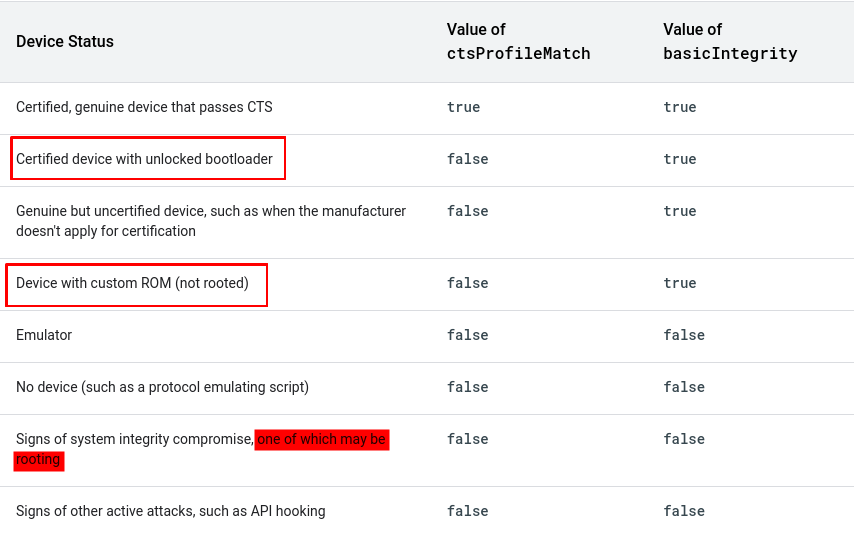 Device Status
Value of
ctsProfileMatch
Value of
basicIntegrity
Certified, genuine device that passes CTS
true
true
Certified device with unlocked bootloader
false
true
Genuine but uncertified device, such as when the manufacturer
doesn't apply for certification
false
true
Device with custom ROM (not rooted)
false
true
Emulator
false
false
No device (such as a protocol emulating script)
false
false
Signs of system integrity compromise, one of which may be
rooting
false
false
Signs of other active attacks, such as API hooking
false
false